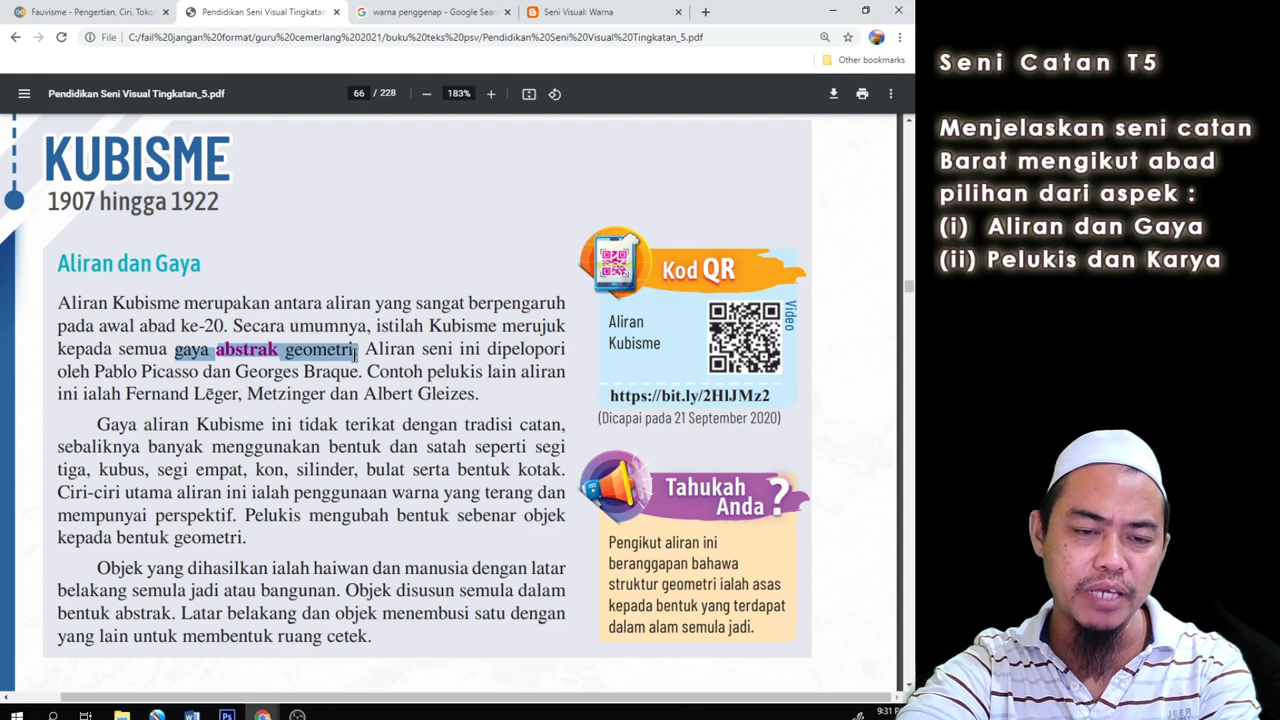 Fauvisme - Pengertian, Ciri, Tokoh
Pendidikan Seni Visual Tingkatan_
warna penggenap - Google Sear
Seni Visual: Warna
File
C:/fail%20jangan%20format/guru%20cemerlang%202021/buku%20teks%20psv/Pendidikan%20Seni%20Visual%20Tingkatan_5.pdf
Other bookmarks
Pendidikan Seni Visual Tingkatan_5.pdf
66 / 228
183%
KUBISME
1907 hingga 1922
Aliran dan Gaya
Aliran Kubisme merupakan antara aliran yang sangat berpengaruh
pada awal abad ke-20. Secara umumnya, istilah Kubisme merujuk
kepada semua gaya abstrak geometri. Aliran seni ini dipelopori
oleh Pablo Picasso dan Georges Braque. Contoh pelukis lain aliran
ini ialah Fernand Lēger, Metzinger dan Albert Gleizes.
Gaya aliran Kubisme ini tidak terikat dengan tradisi catan,
sebaliknya banyak menggunakan bentuk dan satah seperti segi
tiga, kubus, segi empat, kon, silinder, bulat serta bentuk kotak.
Ciri-ciri utama aliran ini ialah penggunaan warna yang terang dan
mempunyai perspektif. Pelukis mengubah bentuk sebenar objek
kepada bentuk geometri.
Objek yang dihasilkan ialah haiwan dan manusia dengan latar
belakang semula jadi atau bangunan. Objek disusun semula dalam
bentuk abstrak. Latar belakang dan objek menembusi satu dengan
yang lain untuk membentuk ruang cetek.
Kod QR
Aliran
Kubisme
Video
https://bit.ly/2HlJMz2
(Dicapai pada 21 September 2020)
Tahukah
Anda ?
Pengikut aliran ini
beranggapan bahawa
struktur geometri ialah asas
kepada bentuk yang terdapat
dalam alam semula jadi.
Seni Catan T5
Menjelaskan seni catan
Barat mengikut abad
pilihan dari aspek :
(i) Aliran dan Gaya
(ii) Pelukis dan Karya
JEEP